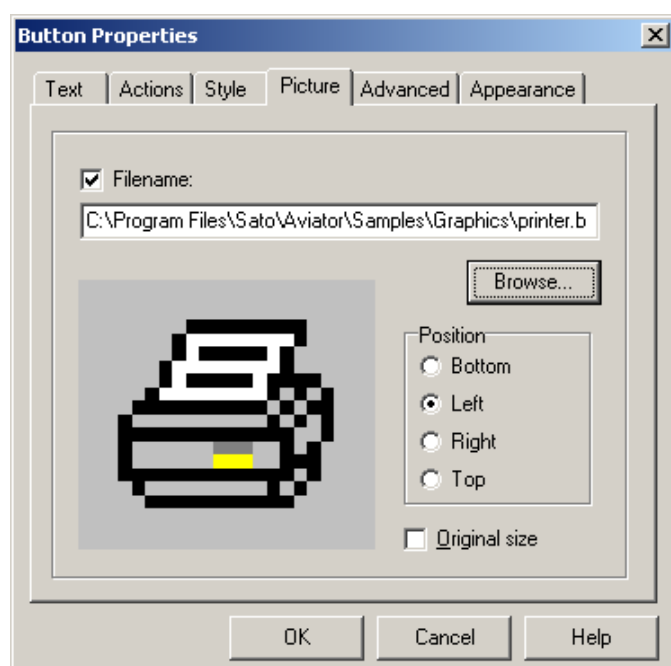 Button Properties
Text Actions Style Picture Advanced Appearance
Filename:
C:\Program Files\Sato\Aviator\Samples\Graphics\printer.b
Browse...
Position
Bottom
Left
Right
Top
Original size
OK Cancel Help